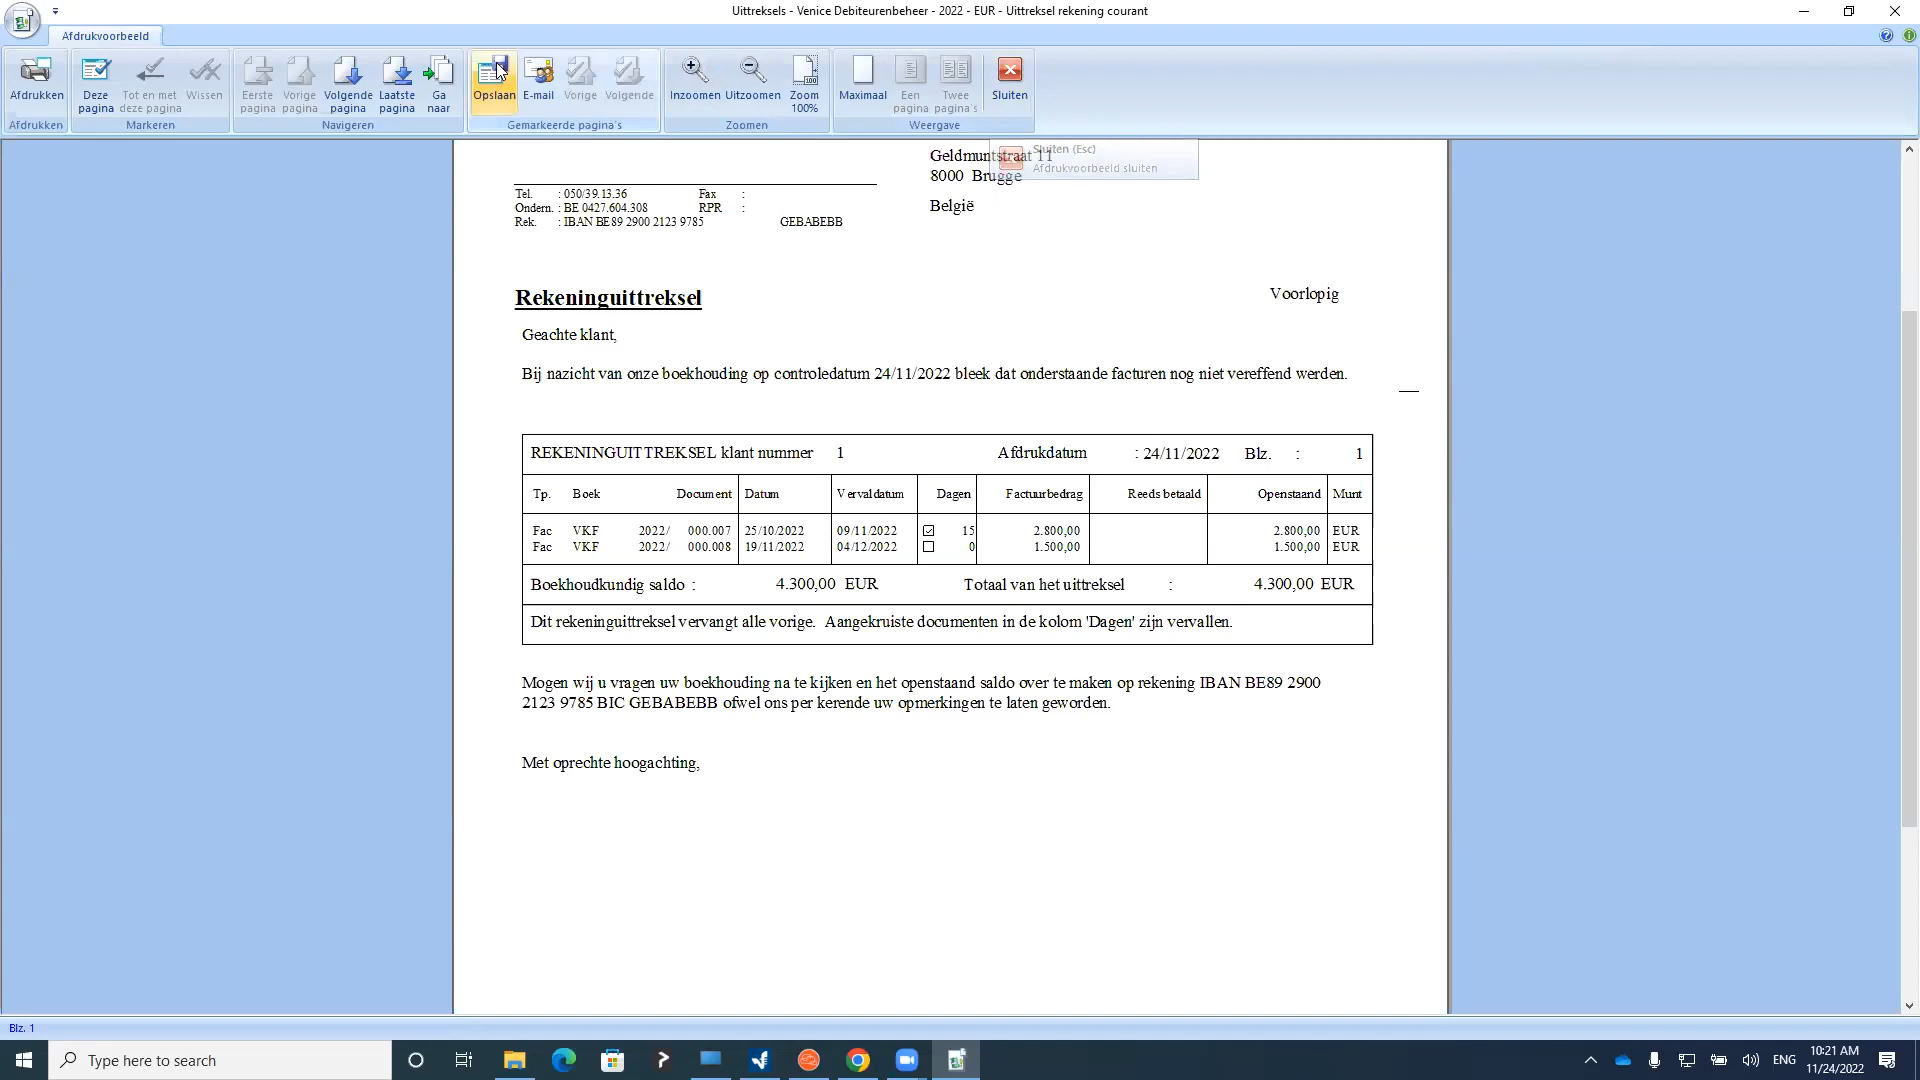 Uittreksels - Venice Debiteurenbeheer - 2022 - EUR - Uittreksel rekening courant
Afdrukvoorbeeld
Afdrukken
Deze pagina
Tot en met deze pagina
Wissen
Eerste pagina
Vorige pagina
Volgende pagina
Laatste pagina
Ga naar
Opslaan
E-mail
Vorige
Volgende
Inzoomen
Uitzoomen
Zoom 100%
Maximaal
Een pagina
Twee pagina's
Sluiten
Afdrukken
Markeren
Navigeren
Gemarkeerde pagina's
Zoomen
Weergave
Geldmuntstraat 11
Sluiten (Esc)
Afdrukvoorbeeld sluiten
8000 Brugge
België
Tel. : 050/39.13.36 Fax :
Ondern. : BE 0427.604.308 RPR :
Rek. : IBAN BE89 2900 2123 9785 GEBABEBB
Rekeninguittreksel
Voorlopig
Geachte klant,
Bij nazicht van onze boekhouding op controledatum 24/11/2022 bleek dat onderstaande facturen nog niet vereffend werden.
REKENINGUITTREKSEL klant nummer 1 Afdrukdatum : 24/11/2022 Blz. : 1
Tp. Boek Document Datum Vervaldatum Dagen Factuurbedrag Reeds betaald Openstaand Munt
Fac VKF 2022/ 000.007 25/10/2022 09/11/2022 15 2.800,00 2.800,00 EUR
Fac VKF 2022/ 000.008 19/11/2022 04/12/2022 0 1.500,00 1.500,00 EUR
Boekhoudkundig saldo : 4.300,00 EUR Totaal van het uittreksel : 4.300,00 EUR
Dit rekeninguittreksel vervangt alle vorige. Aangekruiste documenten in de kolom 'Dagen' zijn vervallen.
Mogen wij u vragen uw boekhouding na te kijken en het openstaand saldo over te maken op rekening IBAN BE89 2900
2123 9785 BIC GEBABEBB ofwel ons per kerende uw opmerkingen te laten geworden.
Met oprechte hoogachting,
Blz. 1
Type here to search
ENG
10:21 AM
11/24/2022